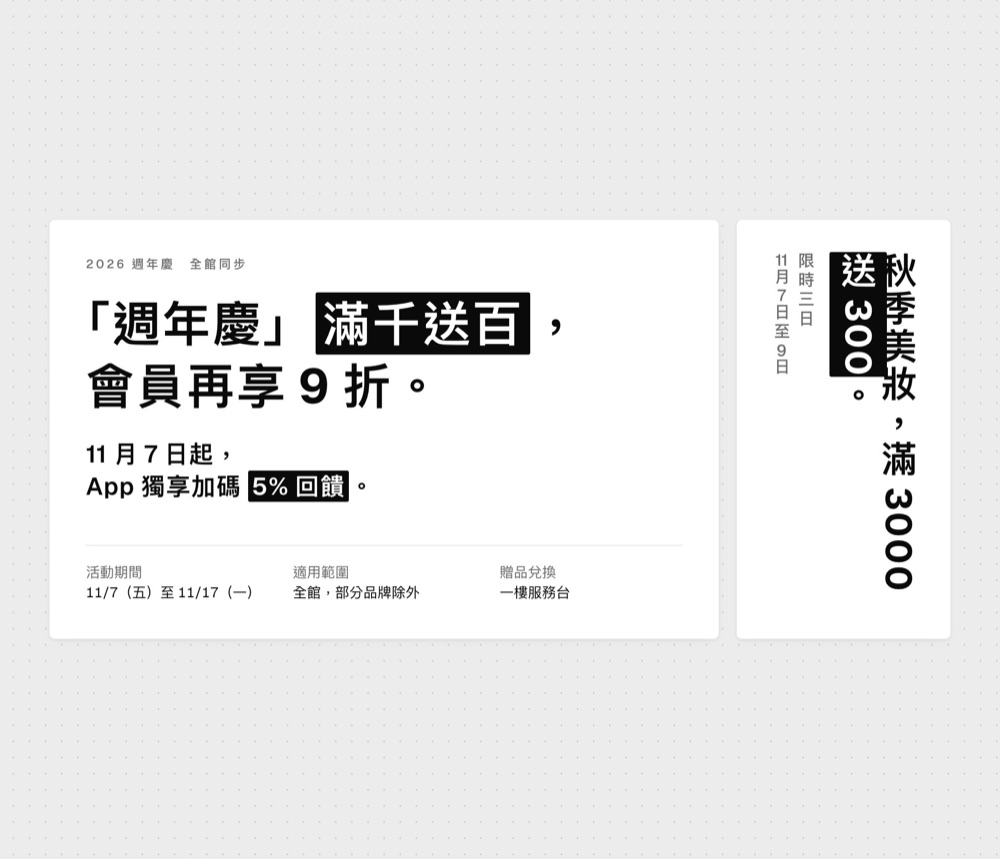 2026 週年慶　全館同步
「週年慶」滿千送百，
會員再享 9 折。
11 月 7 日起，
App 獨享加碼 5% 回饋。
活動期間
11/7（五）至 11/17（一）
適用範圍
全館，部分品牌除外
贈品兌換
一樓服務台
秋季美妝，滿 3000
送 300。
限時三日
11月7日至9日